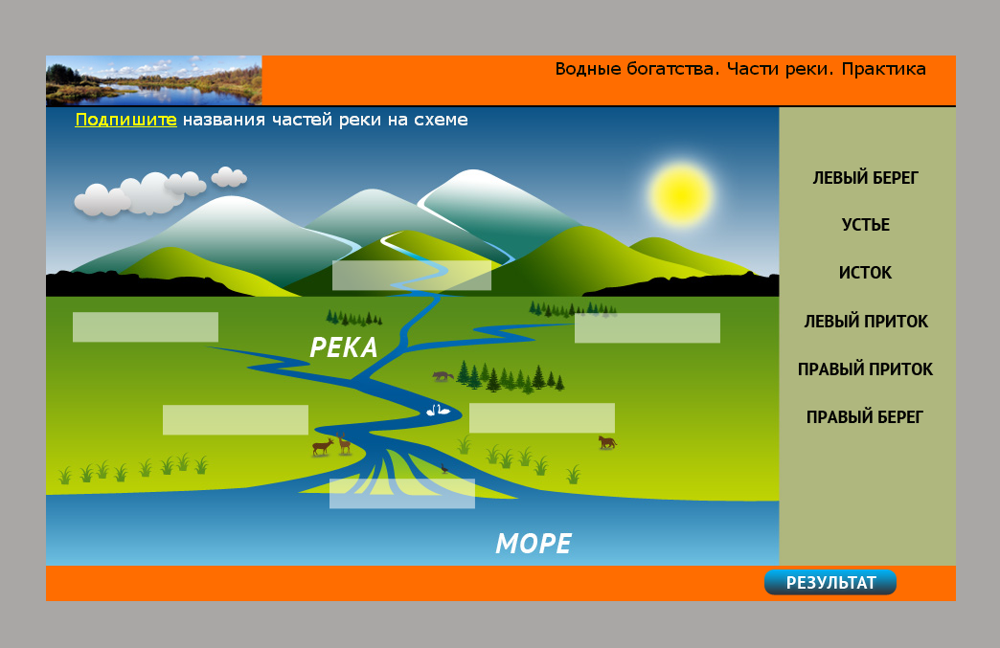 Водные богатства. Части реки. Практика
Подпишите названия частей реки на схеме
ЛЕВЫЙ БЕРЕГ
УСТЬЕ
ИСТОК
ЛЕВЫЙ ПРИТОК
РЕКА
ПРАВЫЙ ПРИТОК
ПРАВЫЙ БЕРЕГ
МОРЕ
РЕЗУЛЬТАТ